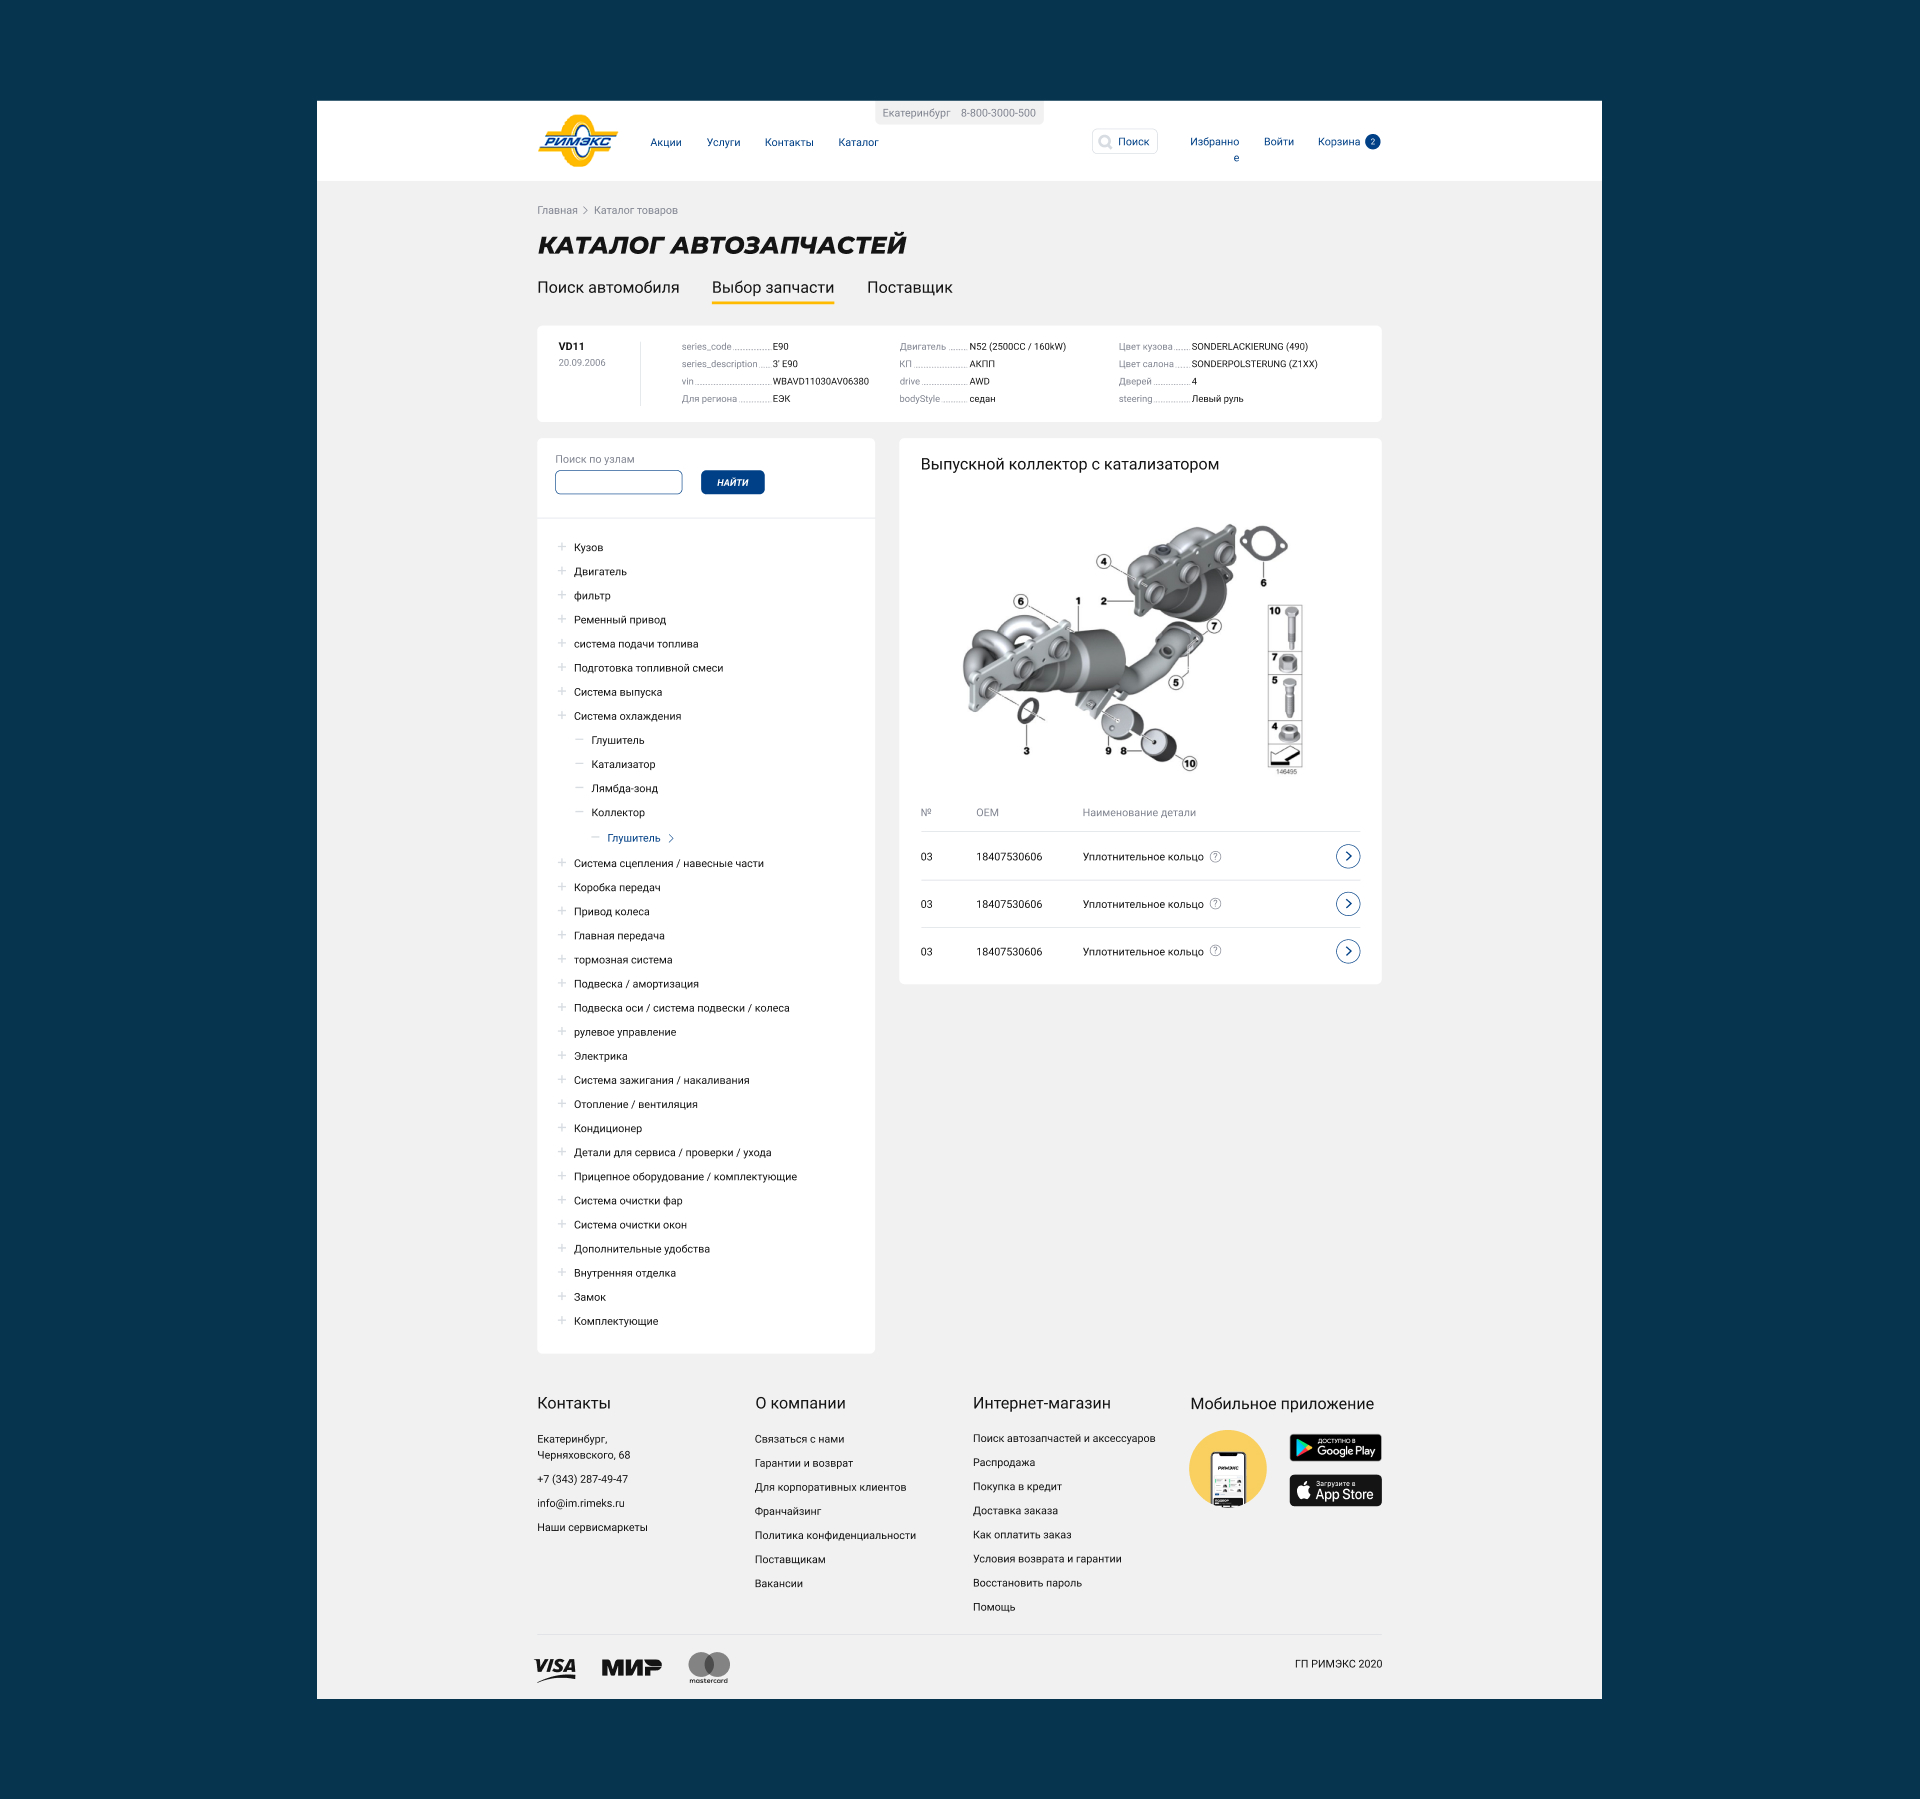 Екатеринбург 8-800-3000-500
РИМЭКС
Акции Услуги Контакты Каталог
Поиск
Избранно
е
Войти
Корзина 2
Главная Каталог товаров
КАТАЛОГ АВТОЗАПЧАСТЕЙ
Поиск автомобиля Выбор запчасти Поставщик
VD11
20.09.2006
series_code E90
series_description 3' E90
vin WBAVD11030AV06380
Для региона ЕЭК
Двигатель N52 (2500CC / 160kW)
КП АКПП
drive AWD
bodyStyle седан
Цвет кузова SONDERLACKIERUNG (490)
Цвет салона SONDERPOLSTERUNG (Z1XX)
Дверей 4
steering Левый руль
Поиск по узлам
НАЙТИ
Кузов
Двигатель
фильтр
Ременный привод
система подачи топлива
Подготовка топливной смеси
Система выпуска
Система охлаждения
Глушитель
Катализатор
Лямбда-зонд
Коллектор
Глушитель
Система сцепления / навесные части
Коробка передач
Привод колеса
Главная передача
тормозная система
Подвеска / амортизация
Подвеска оси / система подвески / колеса
рулевое управление
Электрика
Система зажигания / накаливания
Отопление / вентиляция
Кондиционер
Детали для сервиса / проверки / ухода
Прицепное оборудование / комплектующие
Система очистки фар
Система очистки окон
Дополнительные удобства
Внутренняя отделка
Замок
Комплектующие
Выпускной коллектор с катализатором
4
6
2
6
1
7
5
3
9
8
10
10
7
5
4
146495
№ OEM Наименование детали
03 18407530606 Уплотнительное кольцо ?
03 18407530606 Уплотнительное кольцо ?
03 18407530606 Уплотнительное кольцо ?
Контакты
Екатеринбург,
Черняховского, 68
+7 (343) 287-49-47
info@im.rimeks.ru
Наши сервисмаркеты
О компании
Связаться с нами
Гарантии и возврат
Для корпоративных клиентов
Франчайзинг
Политика конфиденциальности
Поставщикам
Вакансии
Интернет-магазин
Поиск автозапчастей и аксессуаров
Распродажа
Покупка в кредит
Доставка заказа
Как оплатить заказ
Условия возврата и гарантии
Восстановить пароль
Помощь
Мобильное приложение
РИМЭКС
ДОСТУПНО В
Google Play
Загрузите в
App Store
VISA
МИР
mastercard
ГП РИМЭКС 2020